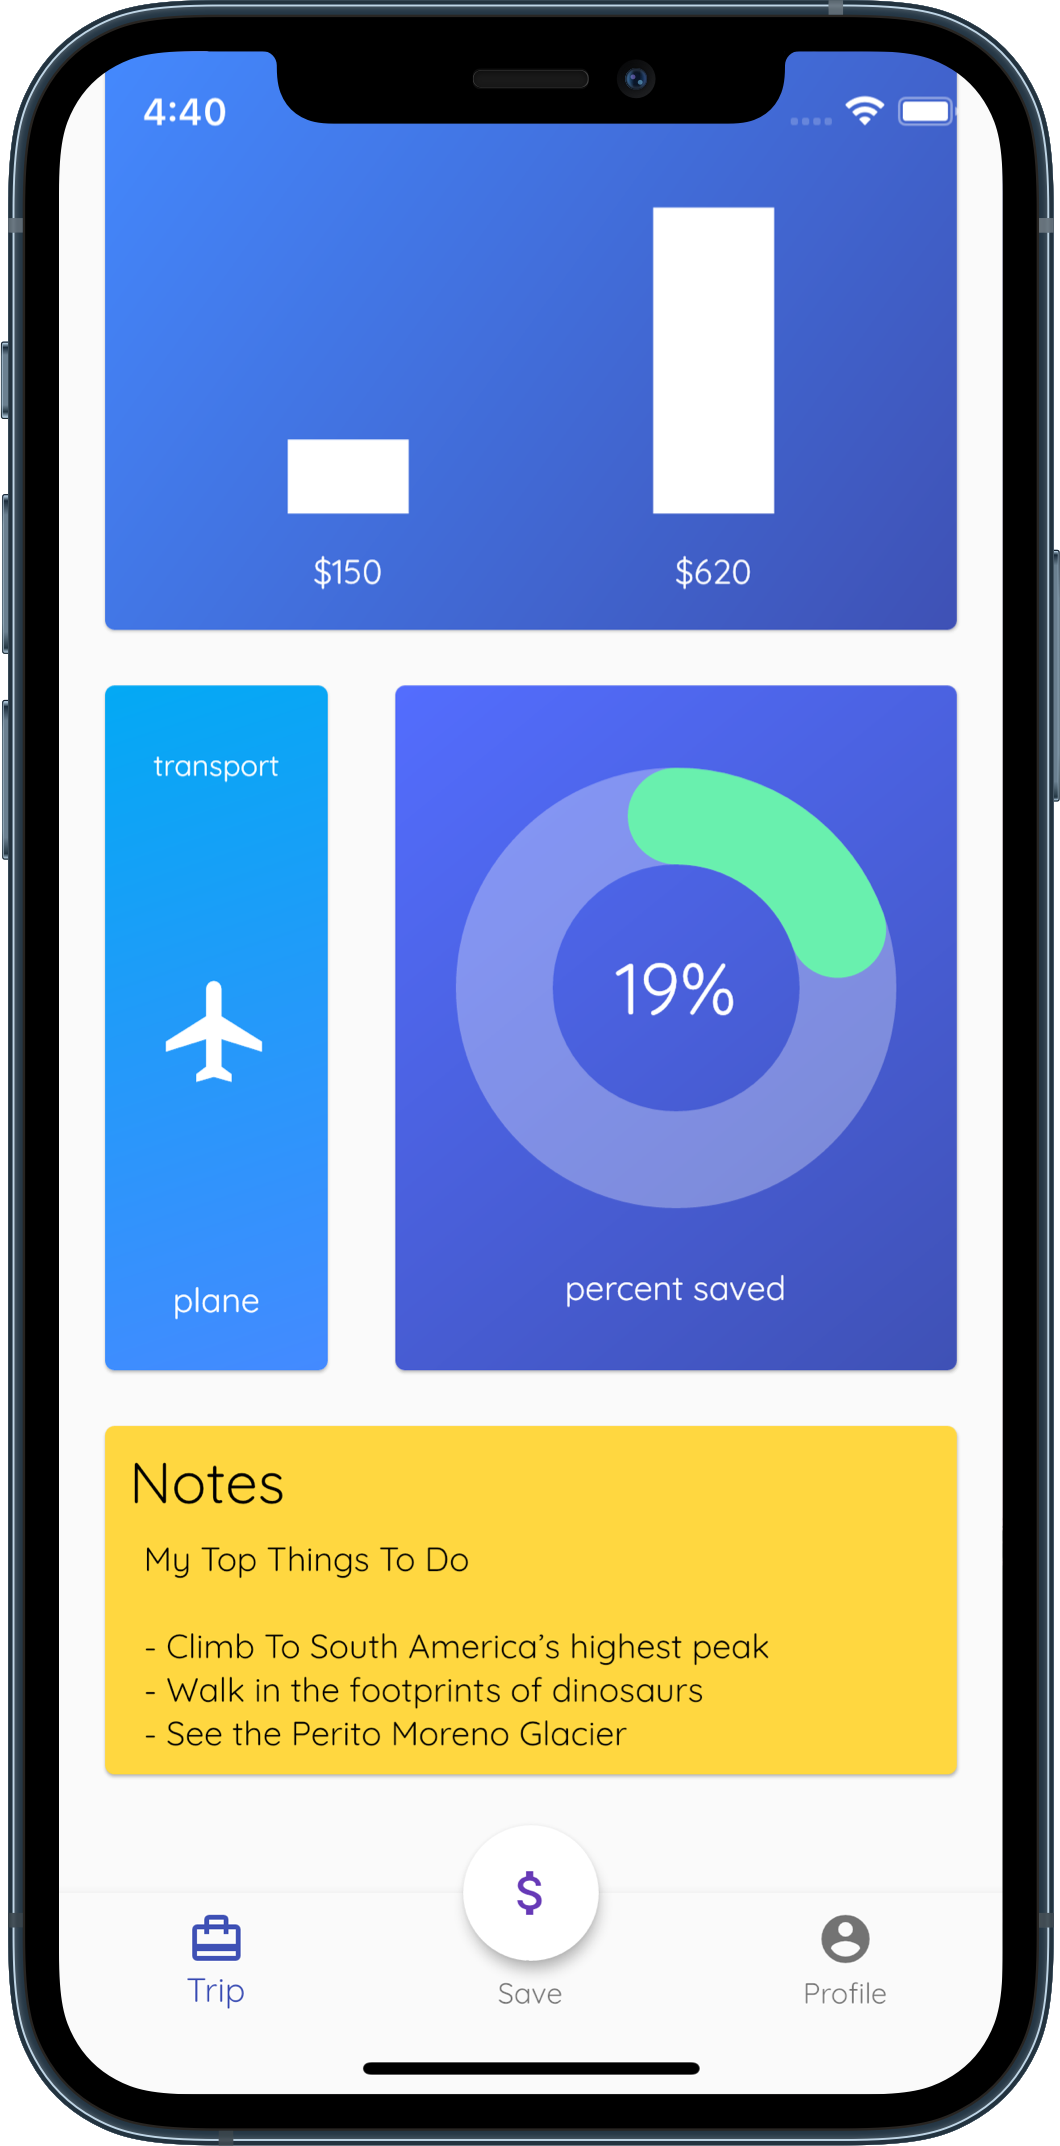 4:40
$150
$620
transport
19%
plane
percent saved
Notes
My Top Things To Do
- Climb To South America’s highest peak
- Walk in the footprints of dinosaurs
- See the Perito Moreno Glacier
$
Trip
Save
Profile